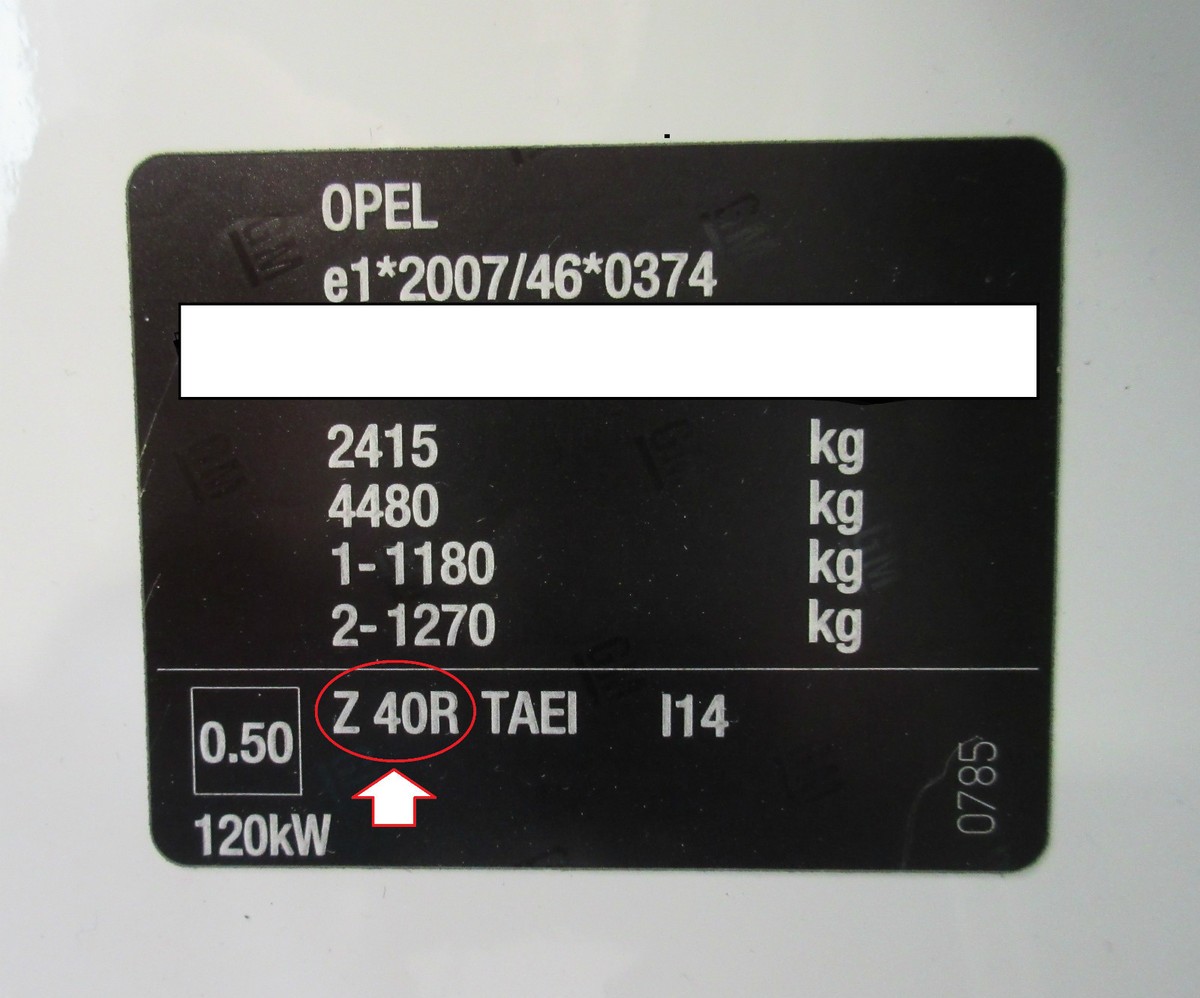 OPEL
e1*2007/46*0374
2415 kg
4480 kg
1-1180 kg
2-1270 kg
0.50 Z 40R TAEI I14
120kW
0785